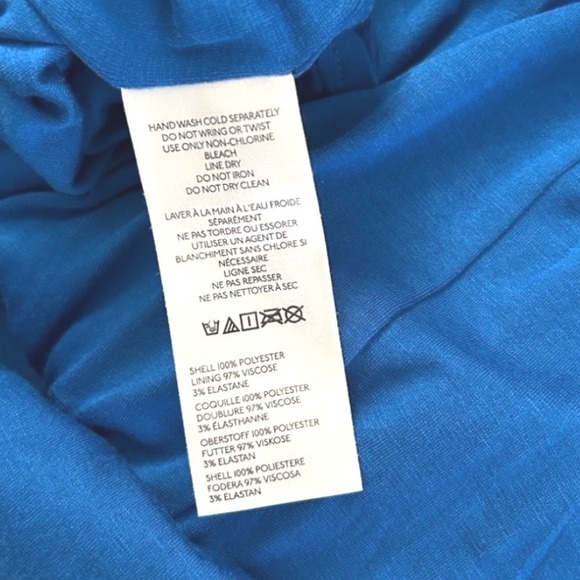 HAND WASH COLD SEPARATELY
DO NOT WRING OR TWIST
USE ONLY NON-CHLORINE
BLEACH
LINE DRY
DO NOT IRON
DO NOT DRY CLEAN
LAVER À LA MAIN À L'EAU FROIDE
SÉPARÉMENT
NE PAS TORDRE OU ESSORER
UTILISER UN AGENT DE
BLANCHIMENT SANS CHLORE SI
NÉCESSAIRE
LIGNE SEC
NE PAS REPASSER
NE PAS NETTOYER À SEC
SHELL 100% POLYESTER
LINING 97% VISCOSE
3% ELASTANE
COQUILLE 100% POLYESTER
DOUBLURE 97% VISCOSE
3% ÉLASTHANNE
OBERSTOFF 100% POLYESTER
FUTTER 97% VISKOSE
3% ELASTAN
SHELL 100% POLIESTERE
FODERA 97% VISCOSA
3% ELASTAN